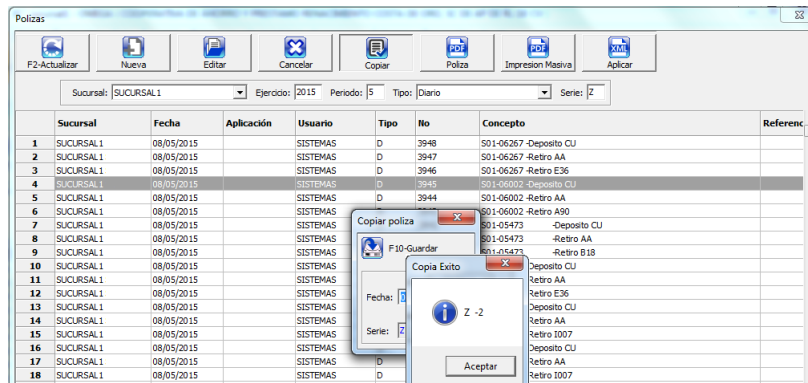 Polizas
F2-Actualizar Nueva Editar Cancelar Copiar Poliza Impresion Masiva Aplicar
PDF PDF XML
Sucursal: SUCURSAL1 Ejercicio: 2015 Periodo: 5 Tipo: Diario Serie: Z
Sucursal Fecha Aplicación Usuario Tipo No Concepto Referenc
1 SUCURSAL1 08/05/2015 SISTEMAS D 3948 S01-06267 -Deposito CU
2 SUCURSAL1 08/05/2015 SISTEMAS D 3947 S01-06267 -Retiro AA
3 SUCURSAL1 08/05/2015 SISTEMAS D 3946 S01-06267 -Retiro E36
4 SUCURSAL1 08/05/2015 SISTEMAS D 3945 S01-06002 -Deposito CU
5 SUCURSAL1 08/05/2015 SISTEMAS D 3944 S01-06002 -Retiro AA
6 SUCURSAL1 08/05/2015 SISTEMAS S01-06002 -Retiro A90
7 SUCURSAL1 08/05/2015 SISTEMAS S01-05473 -Deposito CU
8 SUCURSAL1 08/05/2015 SISTEMAS S01-05473 -Retiro AA
9 SUCURSAL1 08/05/2015 SISTEMAS S01-05473 -Retiro B18
10 SUCURSAL1 08/05/2015 SISTEMAS Deposito CU
11 SUCURSAL1 08/05/2015 SISTEMAS Retiro AA
12 SUCURSAL1 08/05/2015 SISTEMAS Retiro E36
13 SUCURSAL1 08/05/2015 SISTEMAS Deposito CU
14 SUCURSAL1 08/05/2015 SISTEMAS Retiro AA
15 SUCURSAL1 08/05/2015 SISTEMAS Retiro I007
16 SUCURSAL1 08/05/2015 SISTEMAS Deposito CU
17 SUCURSAL1 08/05/2015 SISTEMAS D Retiro AA
18 SUCURSAL1 08/05/2015 SISTEMAS D Retiro I007
Copiar poliza
F10-Guardar
Fecha:
Serie: Z
Copia Exito
Z -2
Aceptar